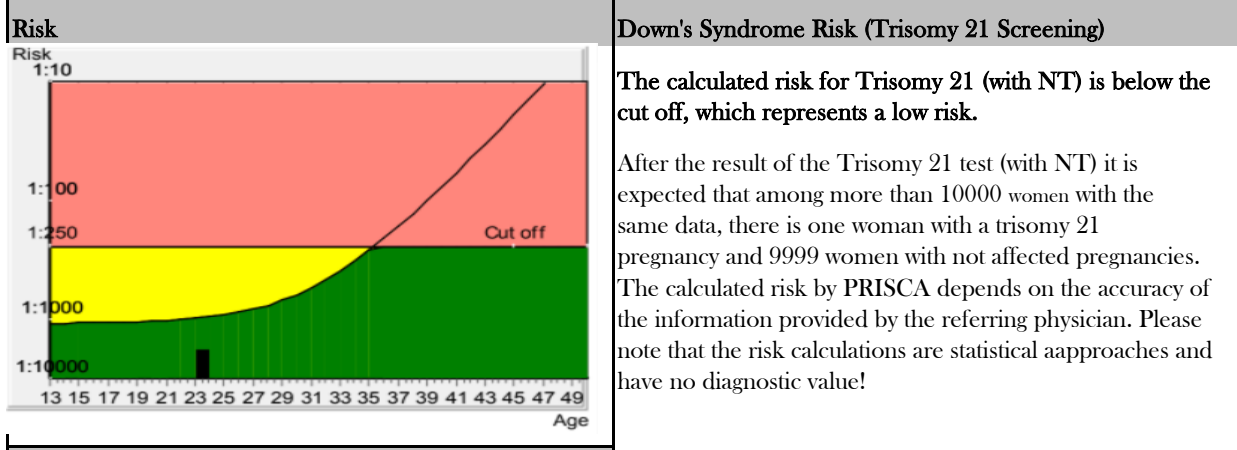 Risk
Risk
1:10
1:100
1:250
Cut off
1:1000
1:10000
13 15 17 19 21 23 25 27 29 31 33 35 37 39 41 43 45 47 49
Age
Down's Syndrome Risk (Trisomy 21 Screening)
The calculated risk for Trisomy 21 (with NT) is below the
cut off, which represents a low risk.
After the result of the Trisomy 21 test (with NT) it is
expected that among more than 10000 women with the
same data, there is one woman with a trisomy 21
pregnancy and 9999 women with not affected pregnancies.
The calculated risk by PRISCA depends on the accuracy of
the information provided by the referring physician. Please
note that the risk calculations are statistical aapproaches and
have no diagnostic value!